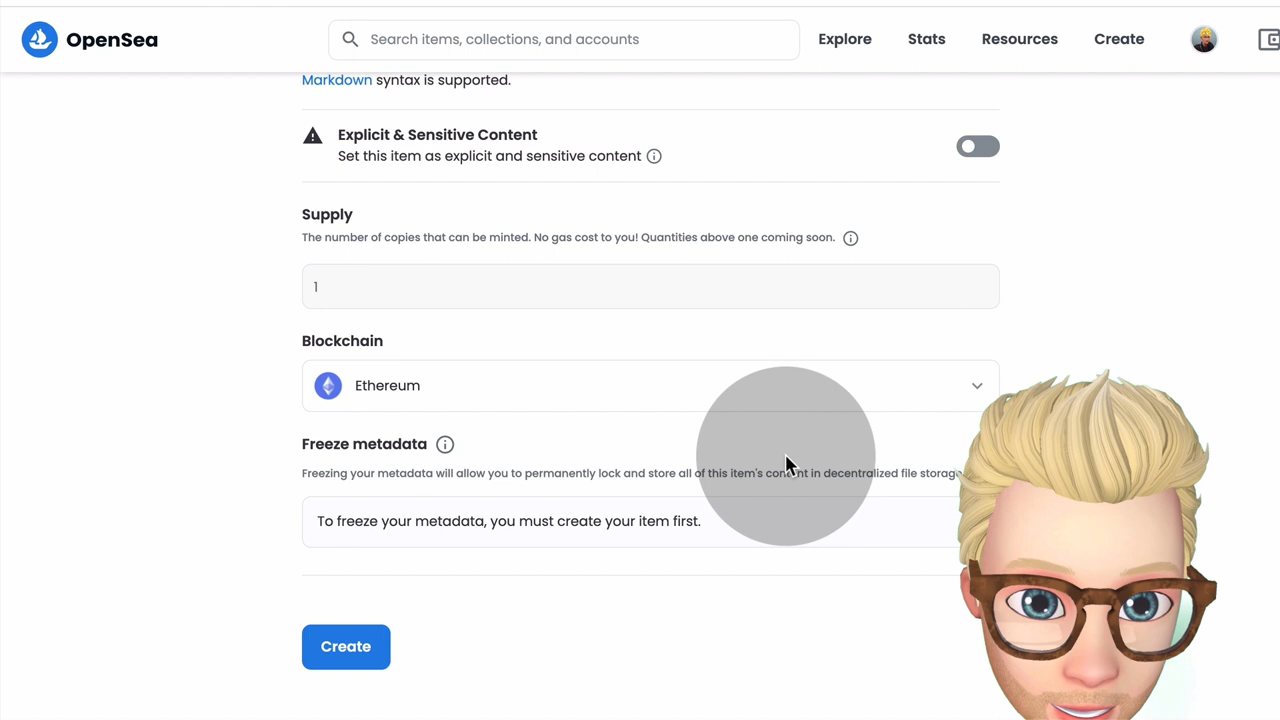 OpenSea
Search items, collections, and accounts
Explore
Stats
Resources
Create
Markdown syntax is supported.
Explicit & Sensitive Content
Set this item as explicit and sensitive content
Supply
The number of copies that can be minted. No gas cost to you! Quantities above one coming soon.
1
Blockchain
Ethereum
Freeze metadata
Freezing your metadata will allow you to permanently lock and store all of this item's content in decentralized file storage
To freeze your metadata, you must create your item first.
Create